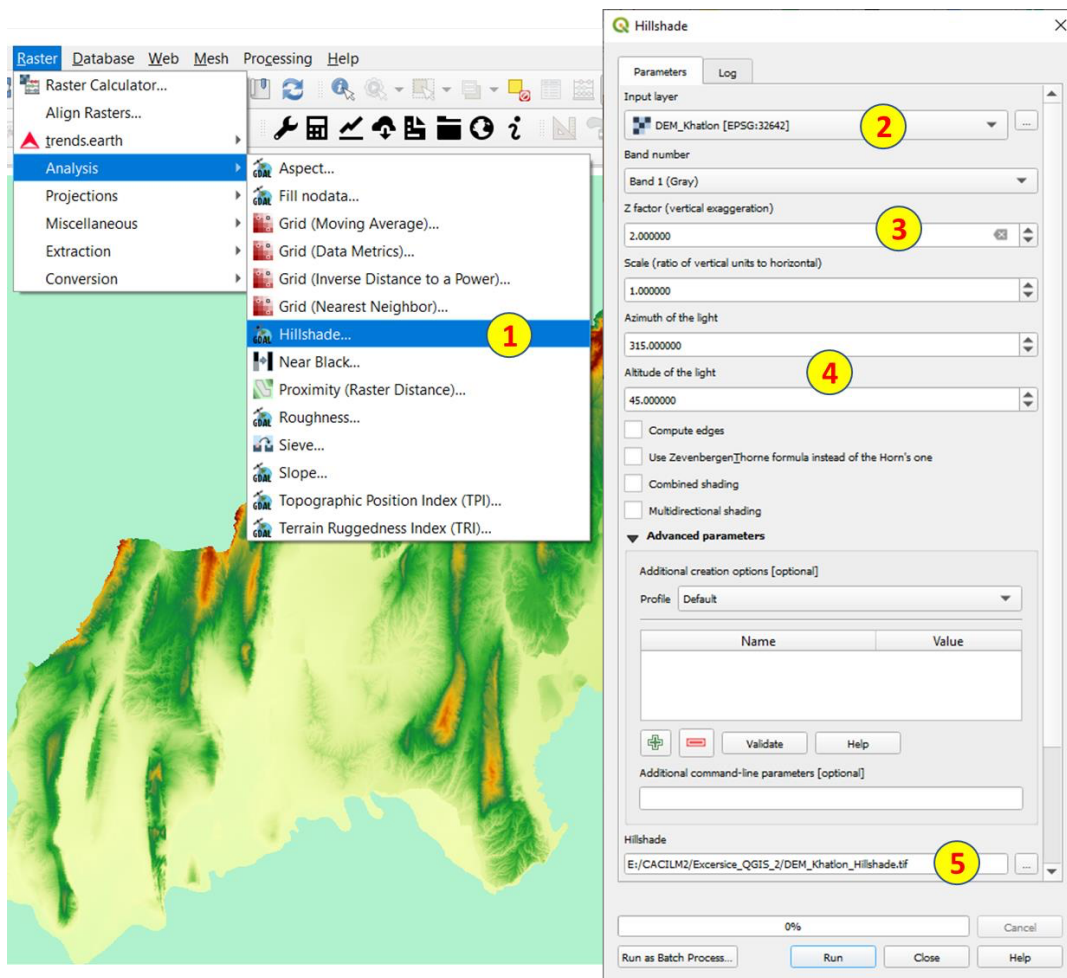 Raster Database Web Mesh Processing Help
Raster Calculator...
Align Rasters...
trends.earth
Analysis
Projections
Miscellaneous
Extraction
Conversion
Aspect...
Fill nodata...
Grid (Moving Average)...
Grid (Data Metrics)...
Grid (Inverse Distance to a Power)...
Grid (Nearest Neighbor)...
Hillshade...
1
Near Black...
Proximity (Raster Distance)...
Roughness...
Sieve...
Slope...
Topographic Position Index (TPI)...
Terrain Ruggedness Index (TRI)...
Hillshade
Parameters Log
Input layer
DEM_Khatlon [EPSG:32642]
2
Band number
Band 1 (Gray)
Z factor (vertical exaggeration)
2.000000
3
Scale (ratio of vertical units to horizontal)
1.000000
Azimuth of the light
315.000000
4
Altitude of the light
45.000000
Compute edges
Use ZevenbergenThorne formula instead of the Horn's one
Combined shading
Multidirectional shading
Advanced parameters
Additional creation options [optional]
Profile Default
Name Value
Validate Help
Additional command-line parameters [optional]
Hillshade
E:/CACILM2/Excersice_QGIS_2/DEM_Khatlon_Hillshade.tif
5
0% Cancel
Run as Batch Process... Run Close Help